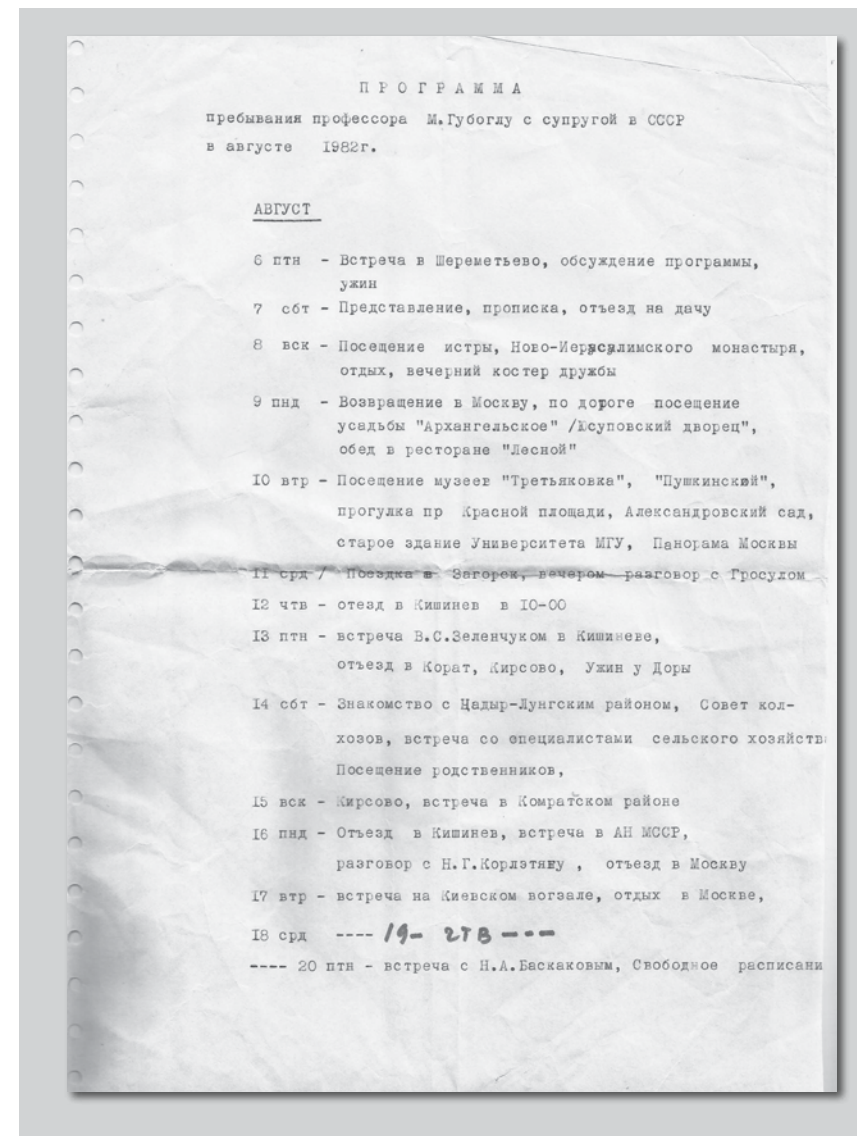 П Р О Г Р А М М А
пребывания профессора М.Губоглу с супругой в СССР
в августе 1982г.
АВГУСТ
6 птн - Встреча в Шереметьево, обсуждение программы,
ужин
7 сбт - Представление, прописка, отъезд на дачу
8 вск - Посещение истры, Ново-Иерусалимского монастыря,
отдых, вечерний костер дружбы
9 пнд - Возвращение в Москву, по дороге посещение
усадьбы "Архангельское" /Юсуповский дворец",
обед в ресторане "Лесной"
10 втр - Посещение музеев "Третьяковка", "Пушкинский",
прогулка пр Красной площади, Александровский сад,
старое здание Университета МГУ, Панорама Москвы
11 срд / Поездка в Загорск, вечером разговор с Гросулом
12 чтв - отезд в Кишинев в 10-00
13 птн - встреча В.С.Зеленчуком в Кишиневе,
отъезд в Корат, Кирсово, Ужин у Доры
14 сбт - Знакомство с Цадыр-Лунгским районом, Совет кол-
хозов, встреча со специалистами сельского хозяйств
Посещение родственников,
15 вск - Кирсово, встреча в Комратском районе
16 пнд - Отъезд в Кишинев, встреча в АН МССР,
разговор с Н.Г.Корлэтяну , отъезд в Москву
17 втр - встреча на Киевском вогзале, отдых в Москве,
18 срд ---- 19- 2ТВ ---
---- 20 птн - встреча с Н.А.Баскаковым, Свободное расписани